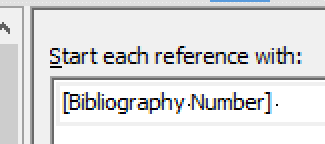 Start each reference with:
[Bibliography·Number]·